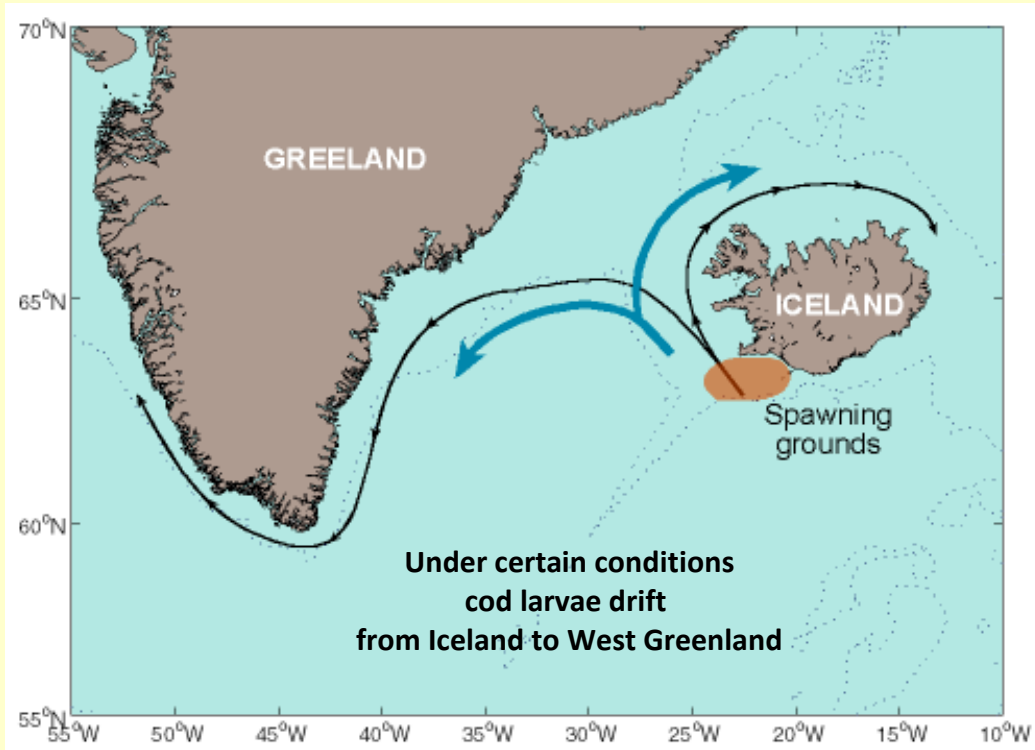 70°N
GREELAND
65°N
ICELAND
Spawning
grounds
60°N
Under certain conditions
cod larvae drift
from Iceland to West Greenland
55°N
55°W 50°W 45°W 40°W 35°W 30°W 25°W 20°W 15°W 10°W